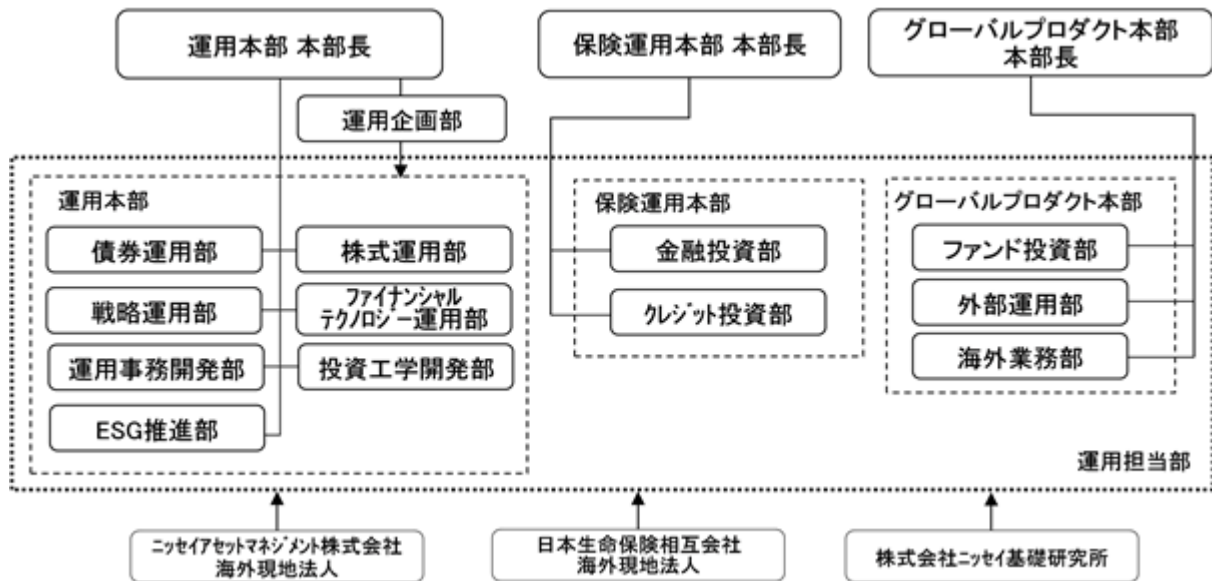 運用本部 本部長
保険運用本部 本部長
グローバルプロダクト本部
本部長
運用企画部
運用本部
債券運用部
株式運用部
戦略運用部
ファイナンシャル
テクノロジー運用部
運用事務開発部
投資工学開発部
ESG推進部
保険運用本部
金融投資部
クレジット投資部
グローバルプロダクト本部
ファンド投資部
外部運用部
海外業務部
運用担当部
ニッセイアセットマネジメント株式会社
海外現地法人
日本生命保険相互会社
海外現地法人
株式会社ニッセイ基礎研究所